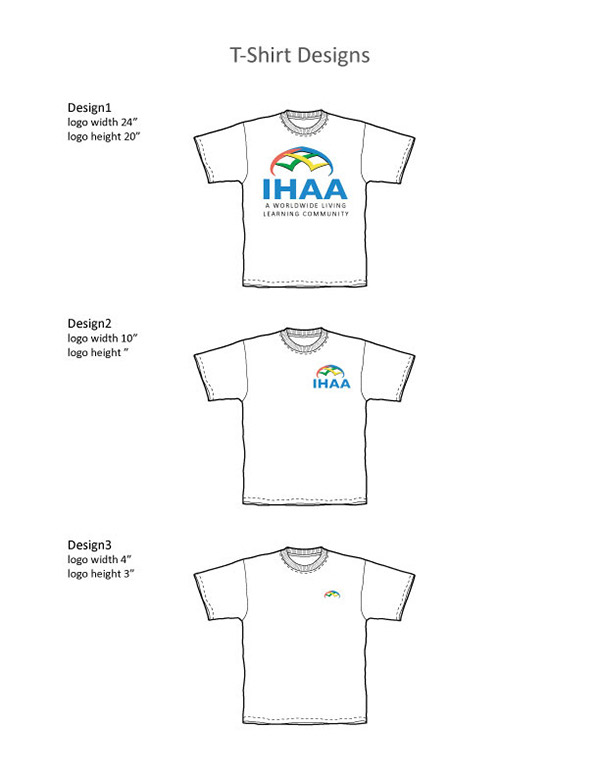 T-Shirt Designs
Design1
logo width 24”
logo height 20”
IHAA
A WORLDWIDE LIVING
LEARNING COMMUNITY
Design2
logo width 10”
logo height ”
IHAA
Design3
logo width 4”
logo height 3”